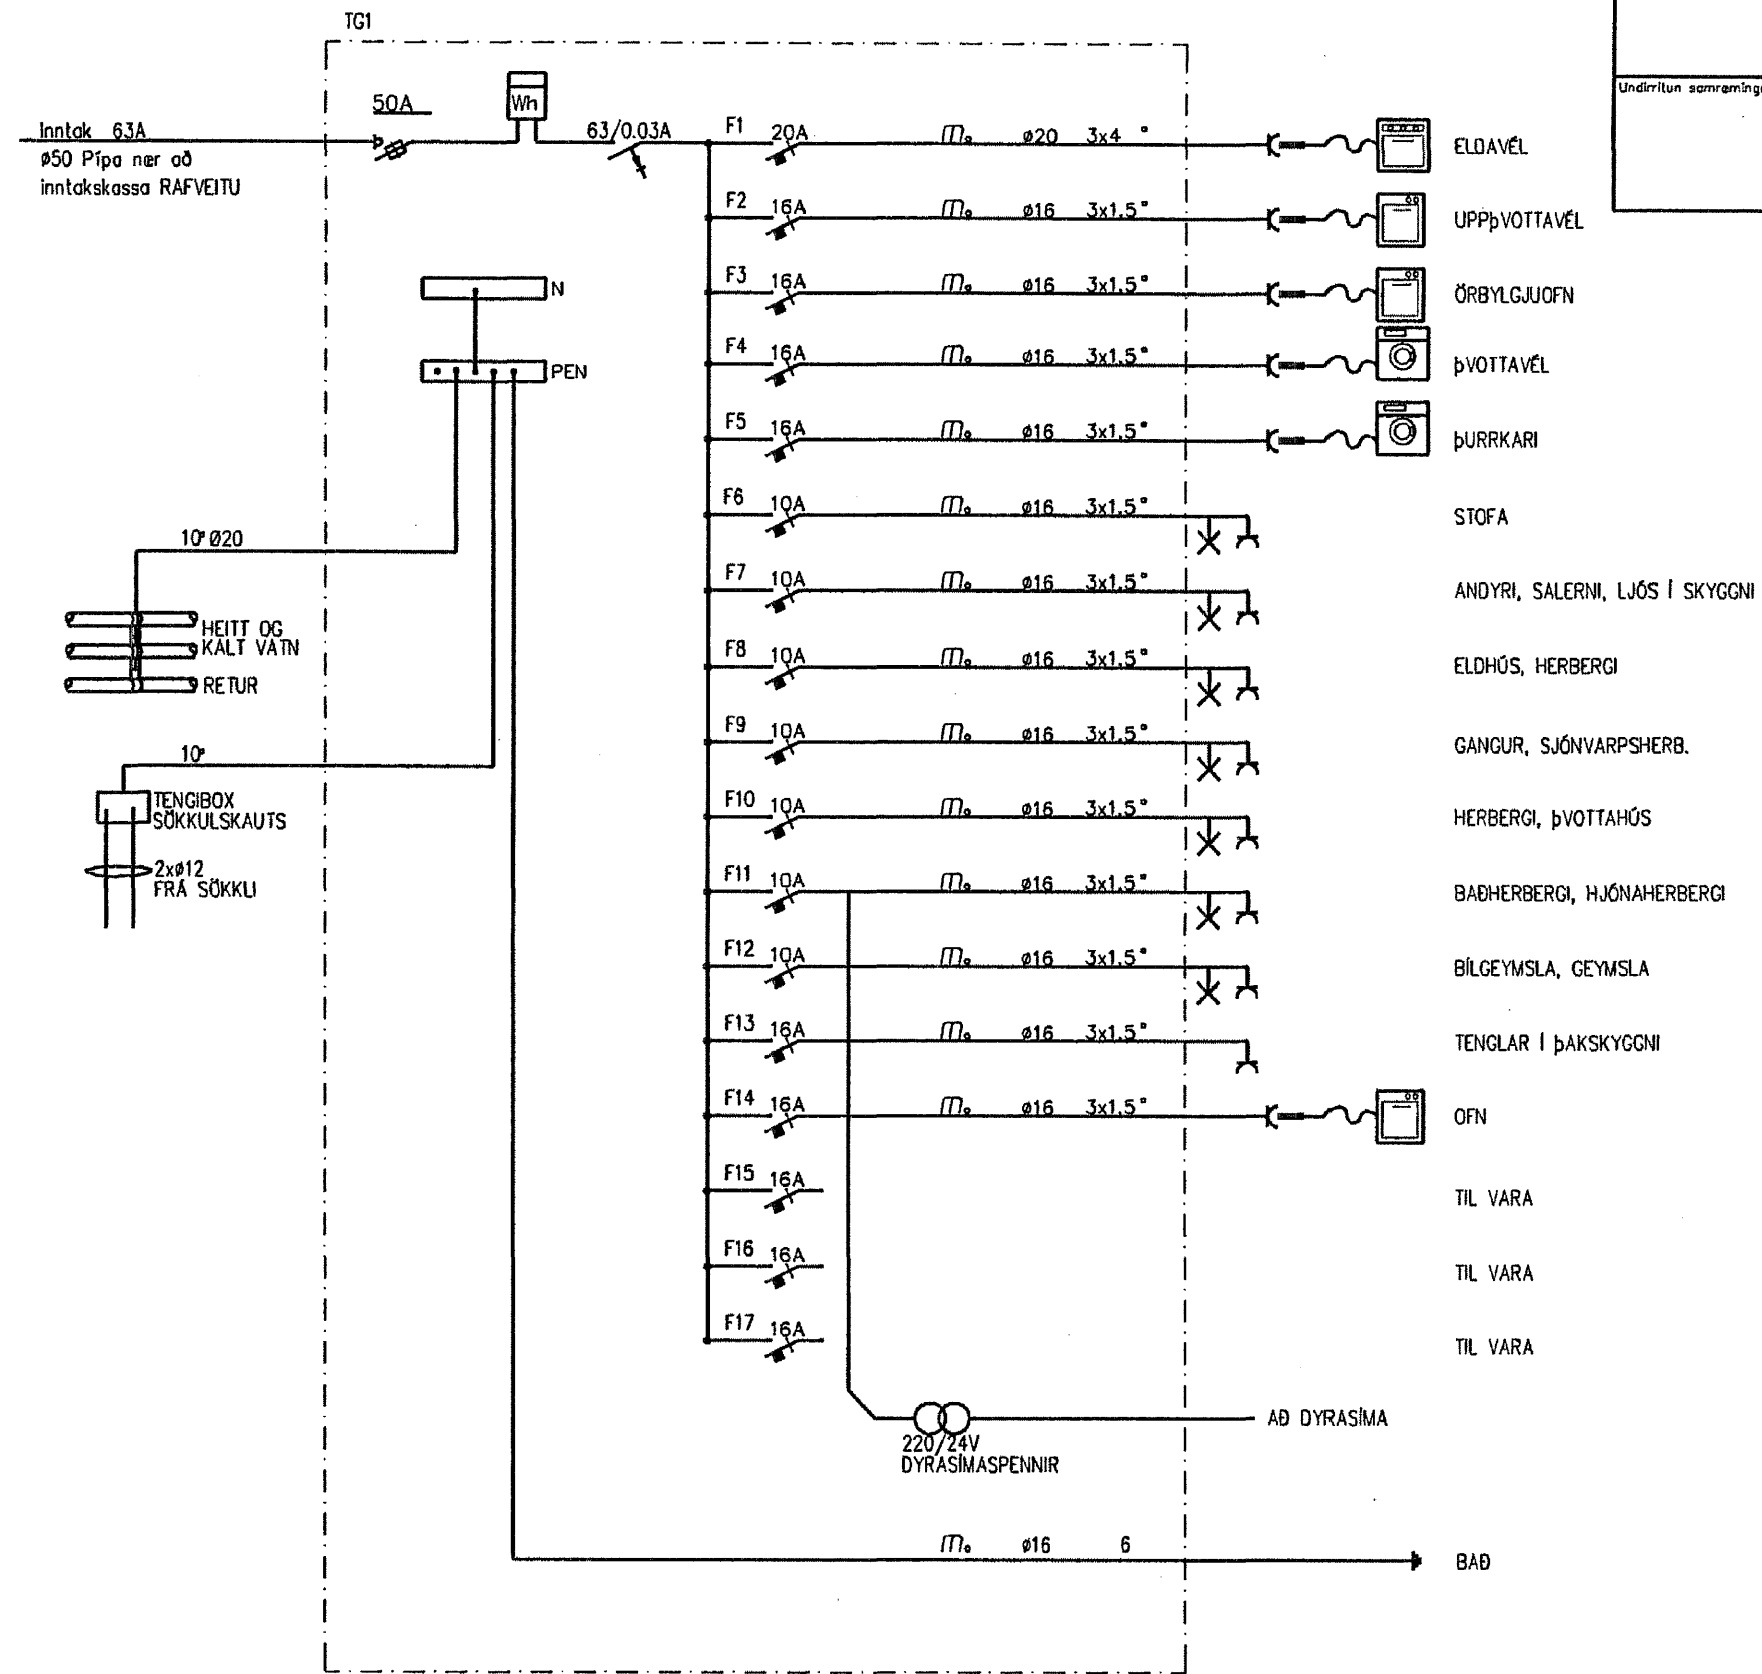 TG1
Undirritun
50A
Wh
Inntak 63A
ø50 Pípa nær að
inntakskassa RAFVEITU
63/0.03A
F1 20A ø20 3x4 ELDAVÉL
F2 16A ø16 3x1.5 UPPÞVOTTAVÉL
N
F3 16A ø16 3x1.5 ÖRBYLGJUOFN
PEN
F4 16A ø16 3x1.5 ÞVOTTAVÉL
F5 16A ø16 3x1.5 ÞURRKARI
F6 10A ø16 3x1.5 STOFA
10 ø20
F7 10A ø16 3x1.5 ANDYRI, SALERNI, LJÓS Í SKYGGNI
HEITT OG
KALT VATN
RETUR
F8 10A ø16 3x1.5 ELDHÚS, HERBERGI
F9 10A ø16 3x1.5 GANGUR, SJÓNVARPSHERB.
10
TENGIBOX
SÖKKULSKAUTS
F10 10A ø16 3x1.5 HERBERGI, ÞVOTTAHÚS
2xø12
FRÁ SÖKKLI
F11 10A ø16 3x1.5 BAÐHERBERGI, HJÓNAHERBERGI
F12 10A ø16 3x1.5 BÍLGEYMSLA, GEYMSLA
F13 16A ø16 3x1.5 TENGLAR Í ÞAKSKYGGNI
F14 16A ø16 3x1.5 OFN
F15 16A TIL VARA
F16 16A TIL VARA
F17 16A TIL VARA
AÐ DYRASÍMA
220/24V
DYRASÍMASPENNIR
ø16 6 BAÐ